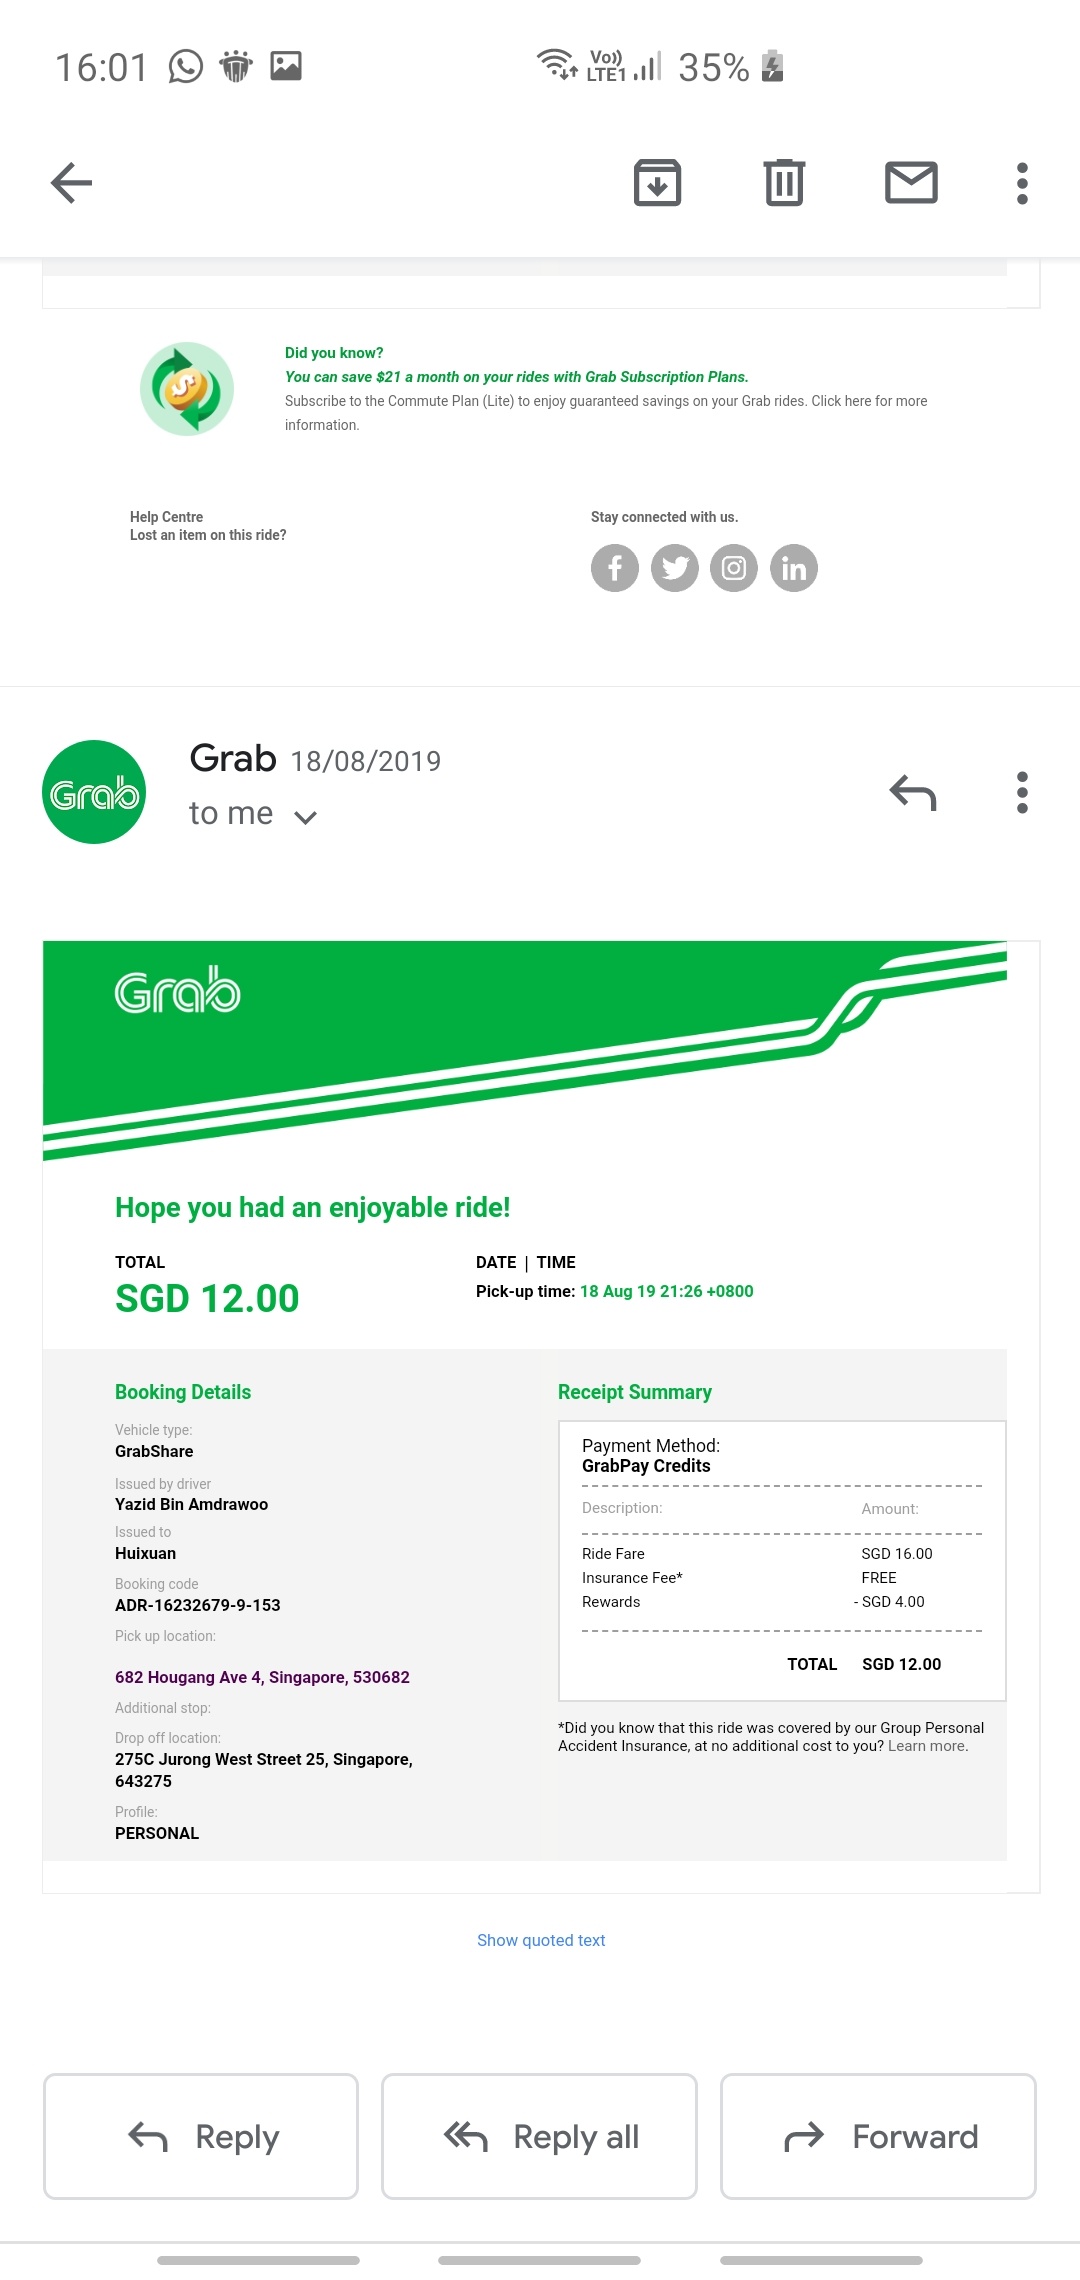 16:01
Vo))
LTE1
35%
Did you know?
You can save $21 a month on your rides with Grab Subscription Plans.
Subscribe to the Commute Plan (Lite) to enjoy guaranteed savings on your Grab rides. Click here for more
information.
Help Centre
Lost an item on this ride?
Stay connected with us.
Grab
Grab 18/08/2019
to me
Grab
Hope you had an enjoyable ride!
TOTAL
SGD 12.00
DATE | TIME
Pick-up time: 18 Aug 19 21:26 +0800
Booking Details
Vehicle type:
GrabShare
Issued by driver
Yazid Bin Amdrawoo
Issued to
Huixuan
Booking code
ADR-16232679-9-153
Pick up location:
682 Hougang Ave 4, Singapore, 530682
Additional stop:
Drop off location:
275C Jurong West Street 25, Singapore,
643275
Profile:
PERSONAL
Receipt Summary
Payment Method:
GrabPay Credits
Description: Amount:
Ride Fare SGD 16.00
Insurance Fee* FREE
Rewards - SGD 4.00
TOTAL SGD 12.00
*Did you know that this ride was covered by our Group Personal
Accident Insurance, at no additional cost to you? Learn more.
Show quoted text
Reply
Reply all
Forward